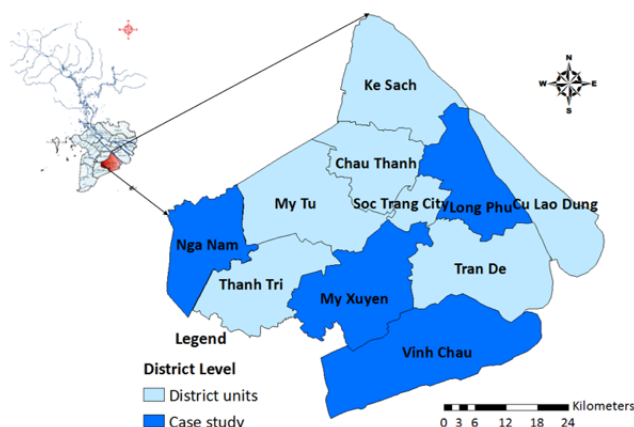 N
W E
S
Ke Sach
Chau Thanh
My Tu
Soc Trang City
Long Phu
Cu Lao Dung
Nga Nam
Thanh Tri
My Xuyen
Tran De
Vinh Chau
Legend
District Level
District units
Case study
Kilometers
0 3 6 12 18 24